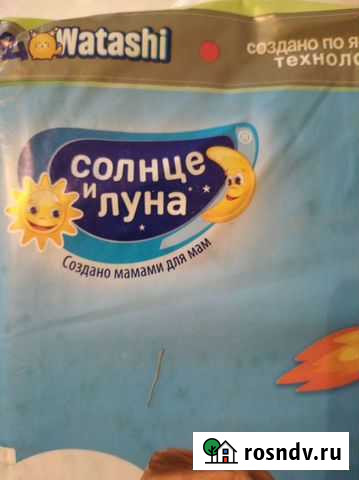 Watashi
СОЗДАНО ПО
ТЕХНОЛО
СОЛНЦЕ
И
ЛУНА
®
Создано мамами для мам
rosndv.ru